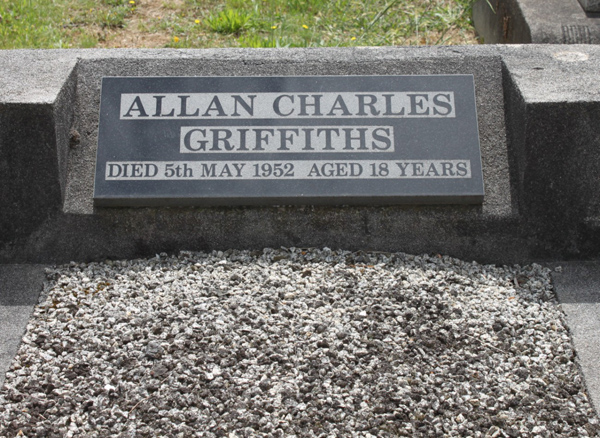 ALLAN CHARLES
GRIFFITHS
DIED 5th MAY 1952 AGED 18 YEARS